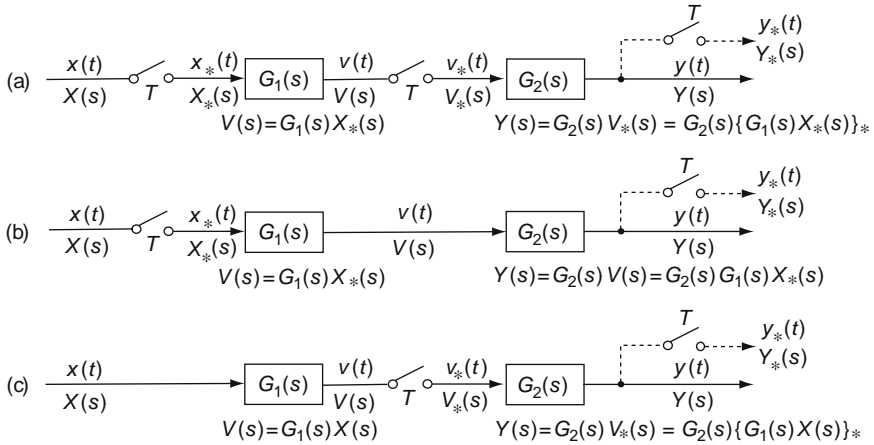 T y∗(t)
x(t) x∗(t) v(t) v∗(t) Y∗(s)
(a) G₁(s) G₂(s) y(t)
X(s) T X∗(s) V(s) T V∗(s) Y(s)
V(s)=G₁(s)X∗(s) Y(s)=G₂(s)V∗(s) = G₂(s){G₁(s)X∗(s)}∗
T y∗(t)
x(t) x∗(t) v(t) Y∗(s)
(b) G₁(s) G₂(s) y(t)
X(s) T X∗(s) V(s) Y(s)
V(s)=G₁(s)X∗(s) Y(s)=G₂(s)V(s)=G₂(s)G₁(s)X∗(s)
T y∗(t)
x(t) v(t) v∗(t) Y∗(s)
(c) G₁(s) G₂(s) y(t)
X(s) V(s) T V∗(s) Y(s)
V(s)=G₁(s)X(s) Y(s)=G₂(s)V∗(s) = G₂(s){G₁(s)X(s)}∗